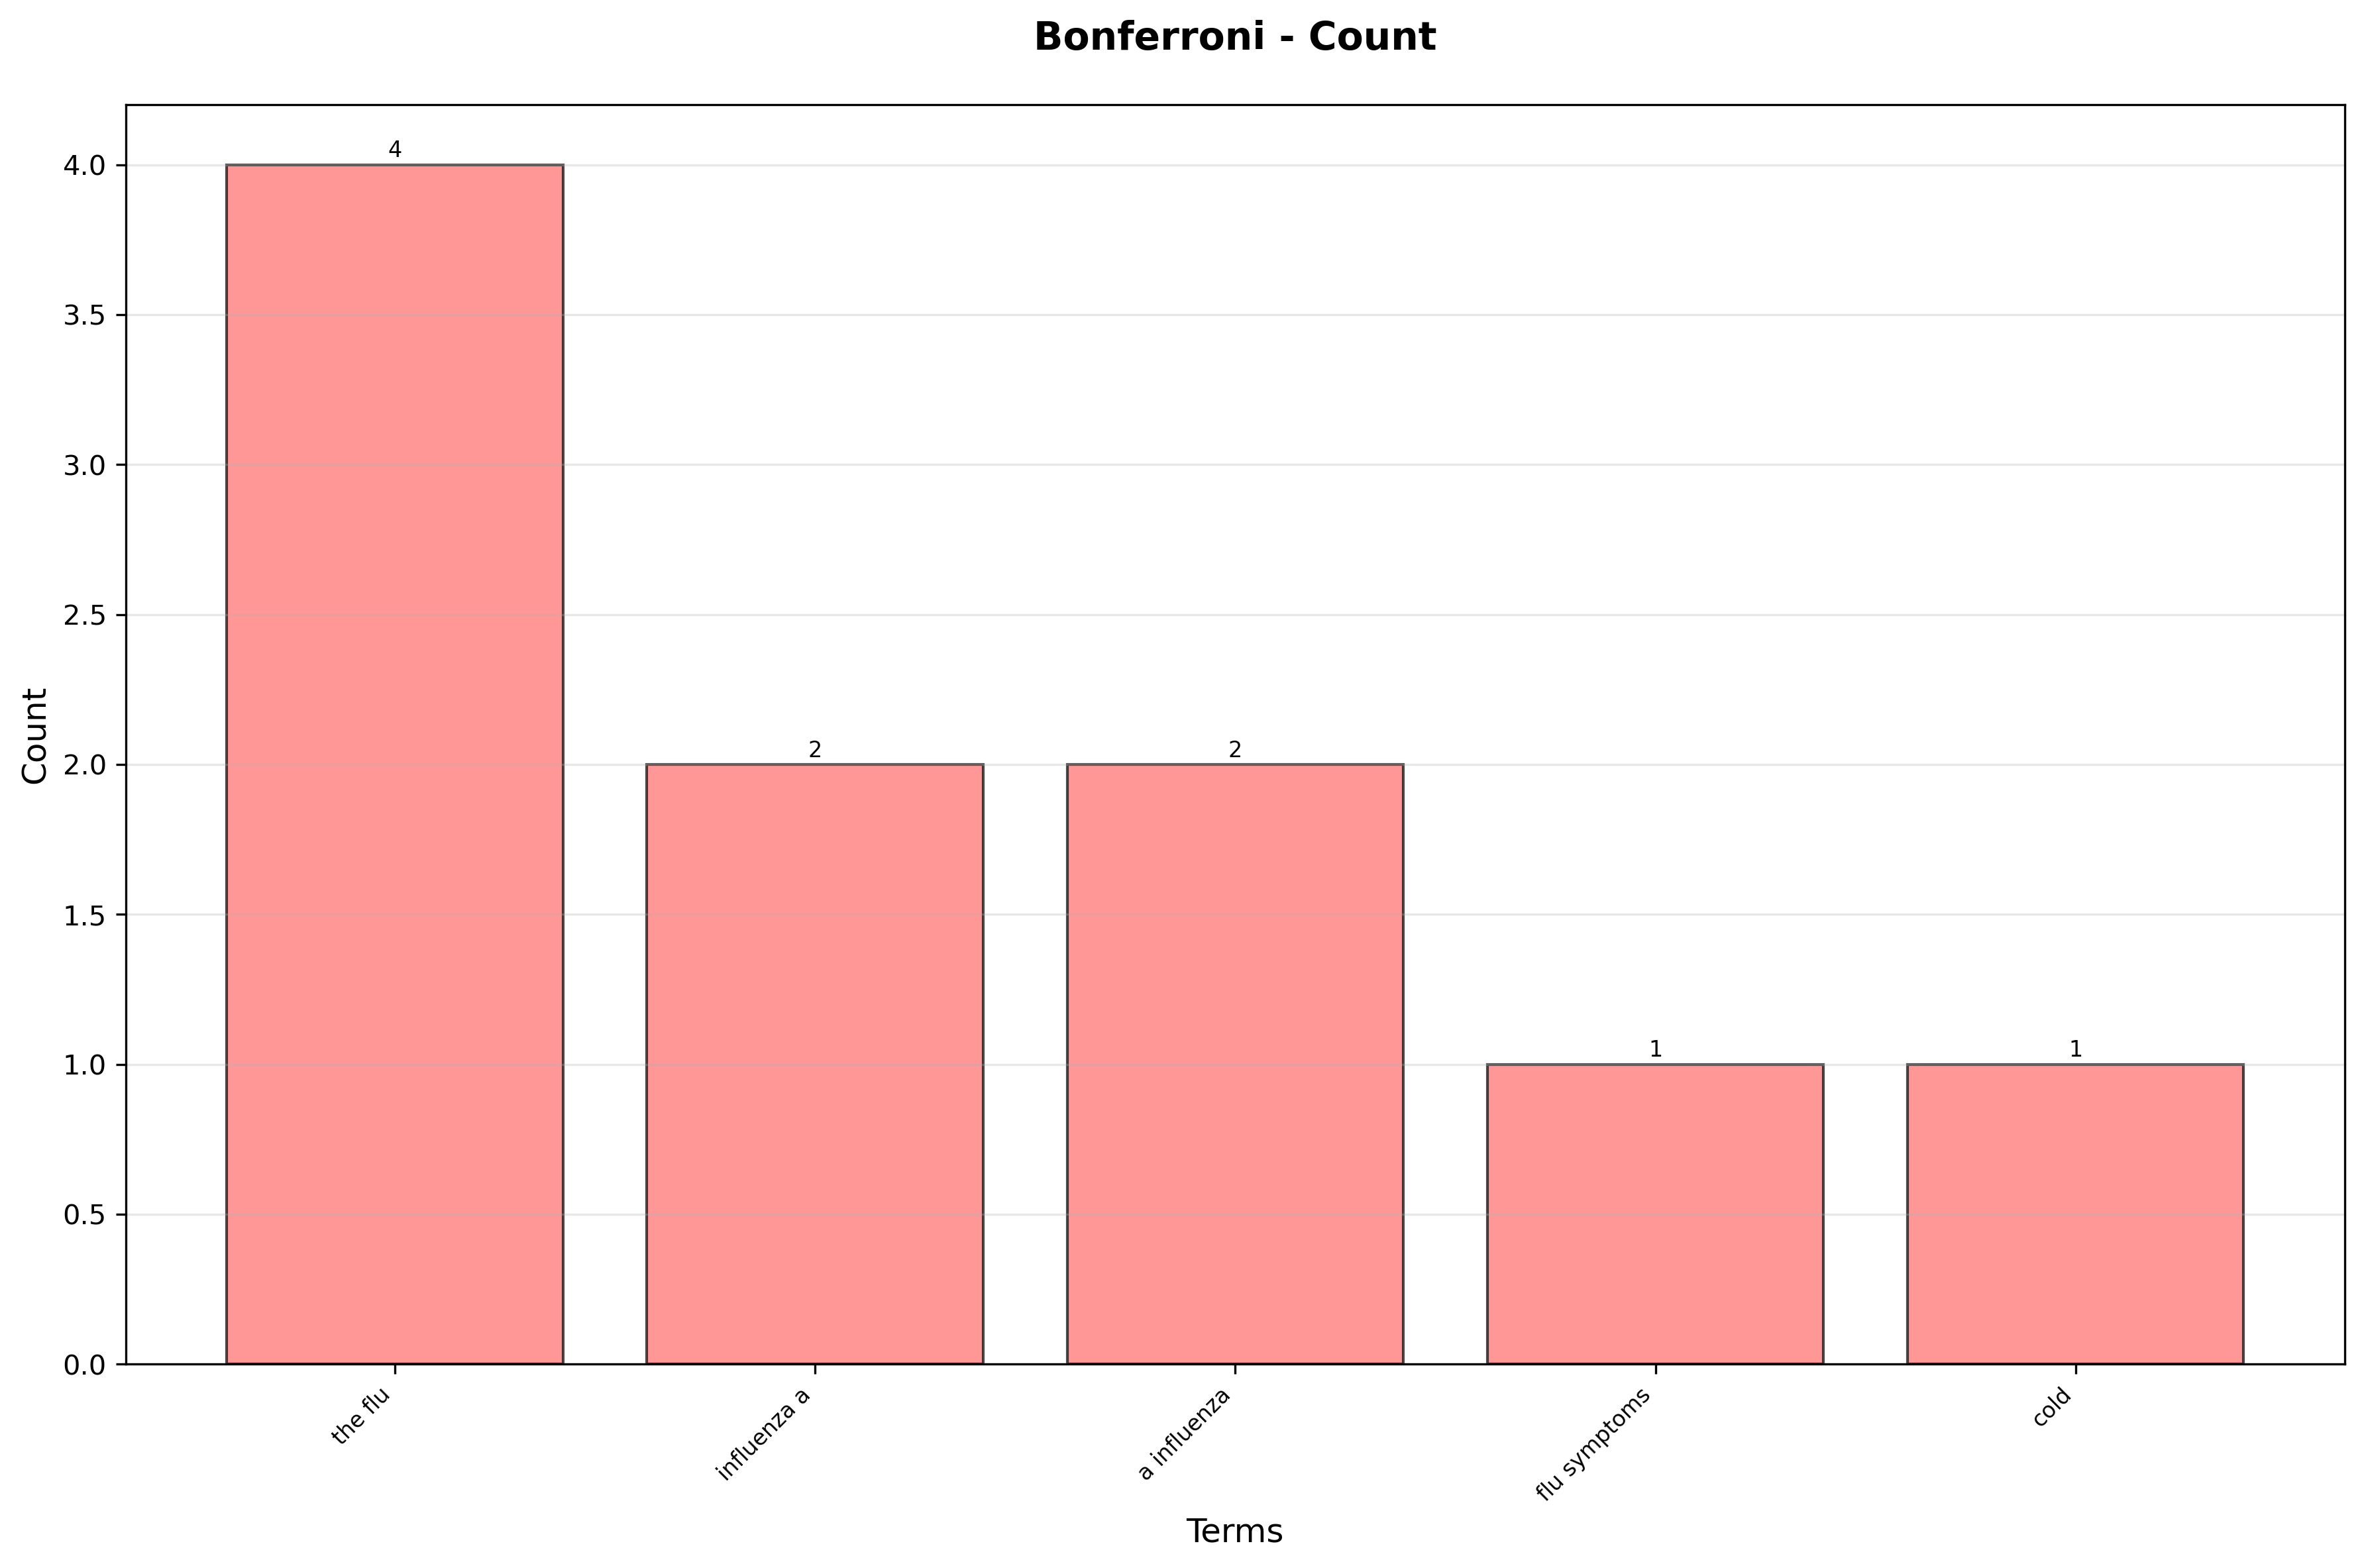 Bonferroni - Count
4
4.0
3.5
3.0
2.5
2 2
2.0
1.5
1 1
1.0
0.5
0.0
Count
the flu
influenza a
a influenza
flu symptoms
cold
Terms